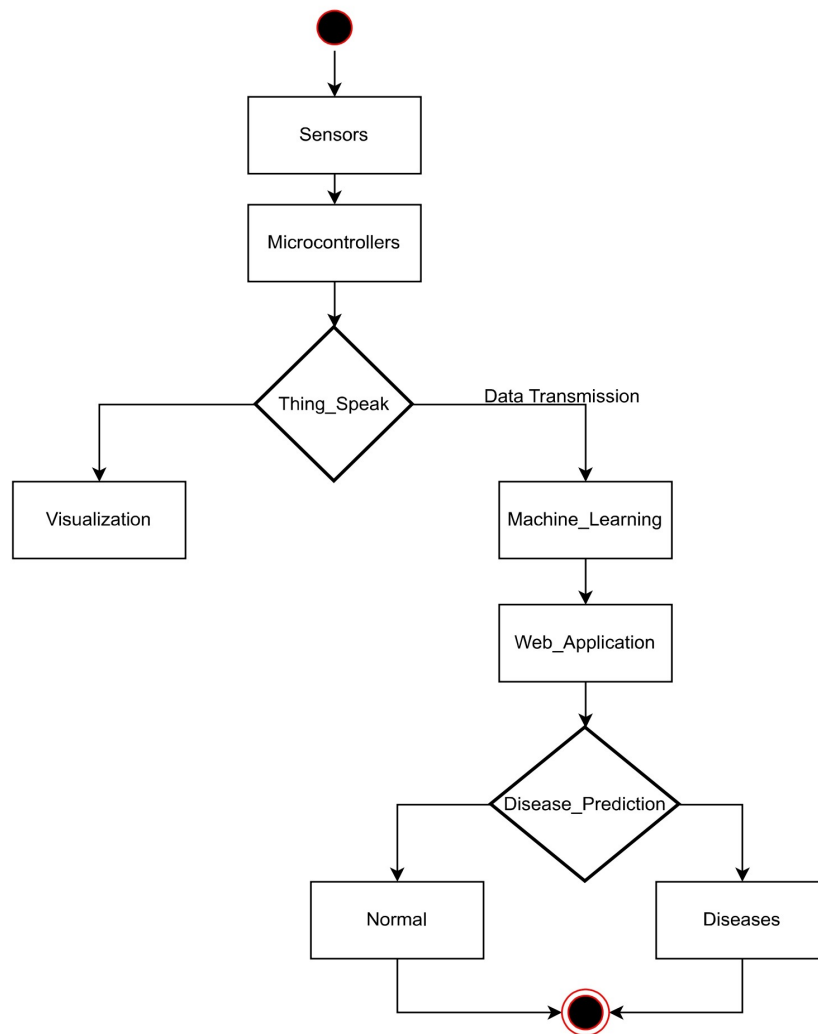 Sensors
Microcontrollers
Thing_Speak
Data Transmission
Visualization
Machine_Learning
Web_Application
Disease_Prediction
Normal
Diseases